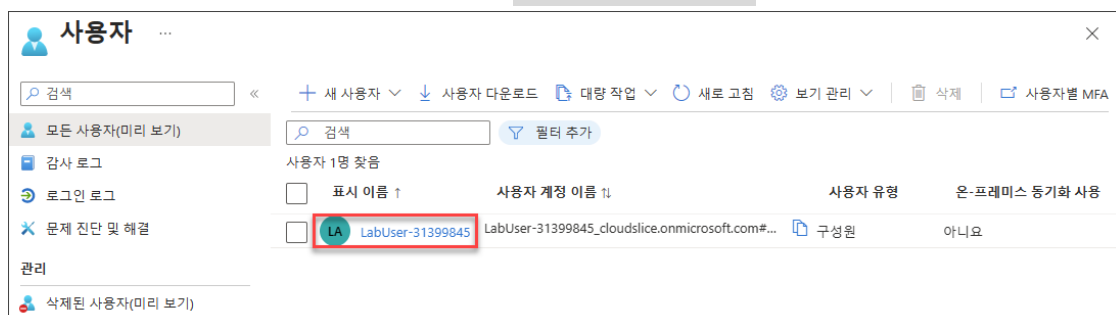 사용자 ...
검색
새 사용자 사용자 다운로드 대량 작업 새로 고침 보기 관리 삭제 사용자별 MFA
모든 사용자(미리 보기)
검색 필터 추가
감사 로그
사용자 1명 찾음
로그인 로그
표시 이름 ↑ 사용자 계정 이름 ↑↓ 사용자 유형 온-프레미스 동기화 사용
문제 진단 및 해결
LA LabUser-31399845 LabUser-31399845_cloudslice.onmicrosoft.com#... 구성원 아니요
관리
삭제된 사용자(미리 보기)